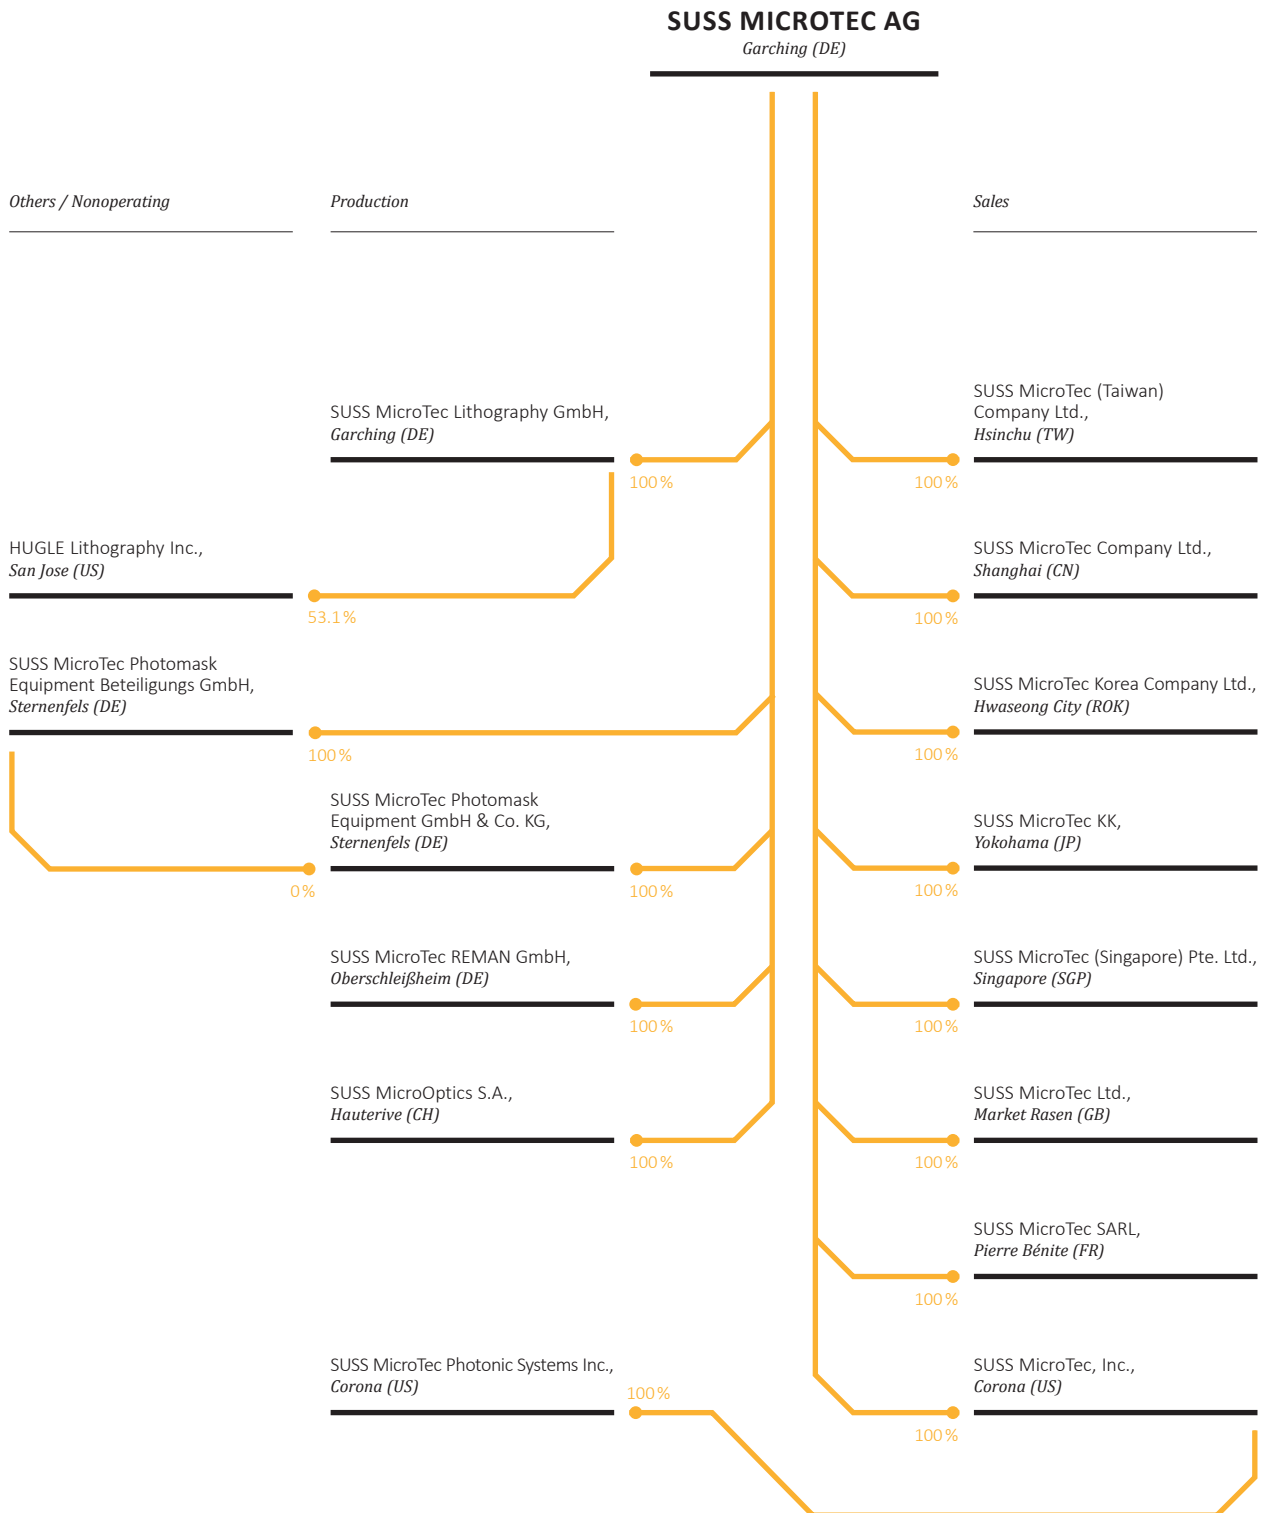 SUSS MICROTEC AG
Garching (DE)
Others / Nonoperating
Production
Sales
SUSS MicroTec Lithography GmbH,
Garching (DE)
100 %
SUSS MicroTec (Taiwan)
Company Ltd.,
Hsinchu (TW)
100 %
HUGLE Lithography Inc.,
San Jose (US)
53.1 %
SUSS MicroTec Company Ltd.,
Shanghai (CN)
100 %
SUSS MicroTec Photomask
Equipment Beteiligungs GmbH,
Sternenfels (DE)
100 %
SUSS MicroTec Korea Company Ltd.,
Hwaseong City (ROK)
100 %
SUSS MicroTec Photomask
Equipment GmbH & Co. KG,
Sternenfels (DE)
0 %
100 %
SUSS MicroTec KK,
Yokohama (JP)
100 %
SUSS MicroTec REMAN GmbH,
Oberschleißheim (DE)
100 %
SUSS MicroTec (Singapore) Pte. Ltd.,
Singapore (SGP)
100 %
SUSS MicroOptics S.A.,
Hauterive (CH)
100 %
SUSS MicroTec Ltd.,
Market Rasen (GB)
100 %
SUSS MicroTec SARL,
Pierre Bénite (FR)
100 %
SUSS MicroTec Photonic Systems Inc.,
Corona (US)
100 %
SUSS MicroTec, Inc.,
Corona (US)
100 %